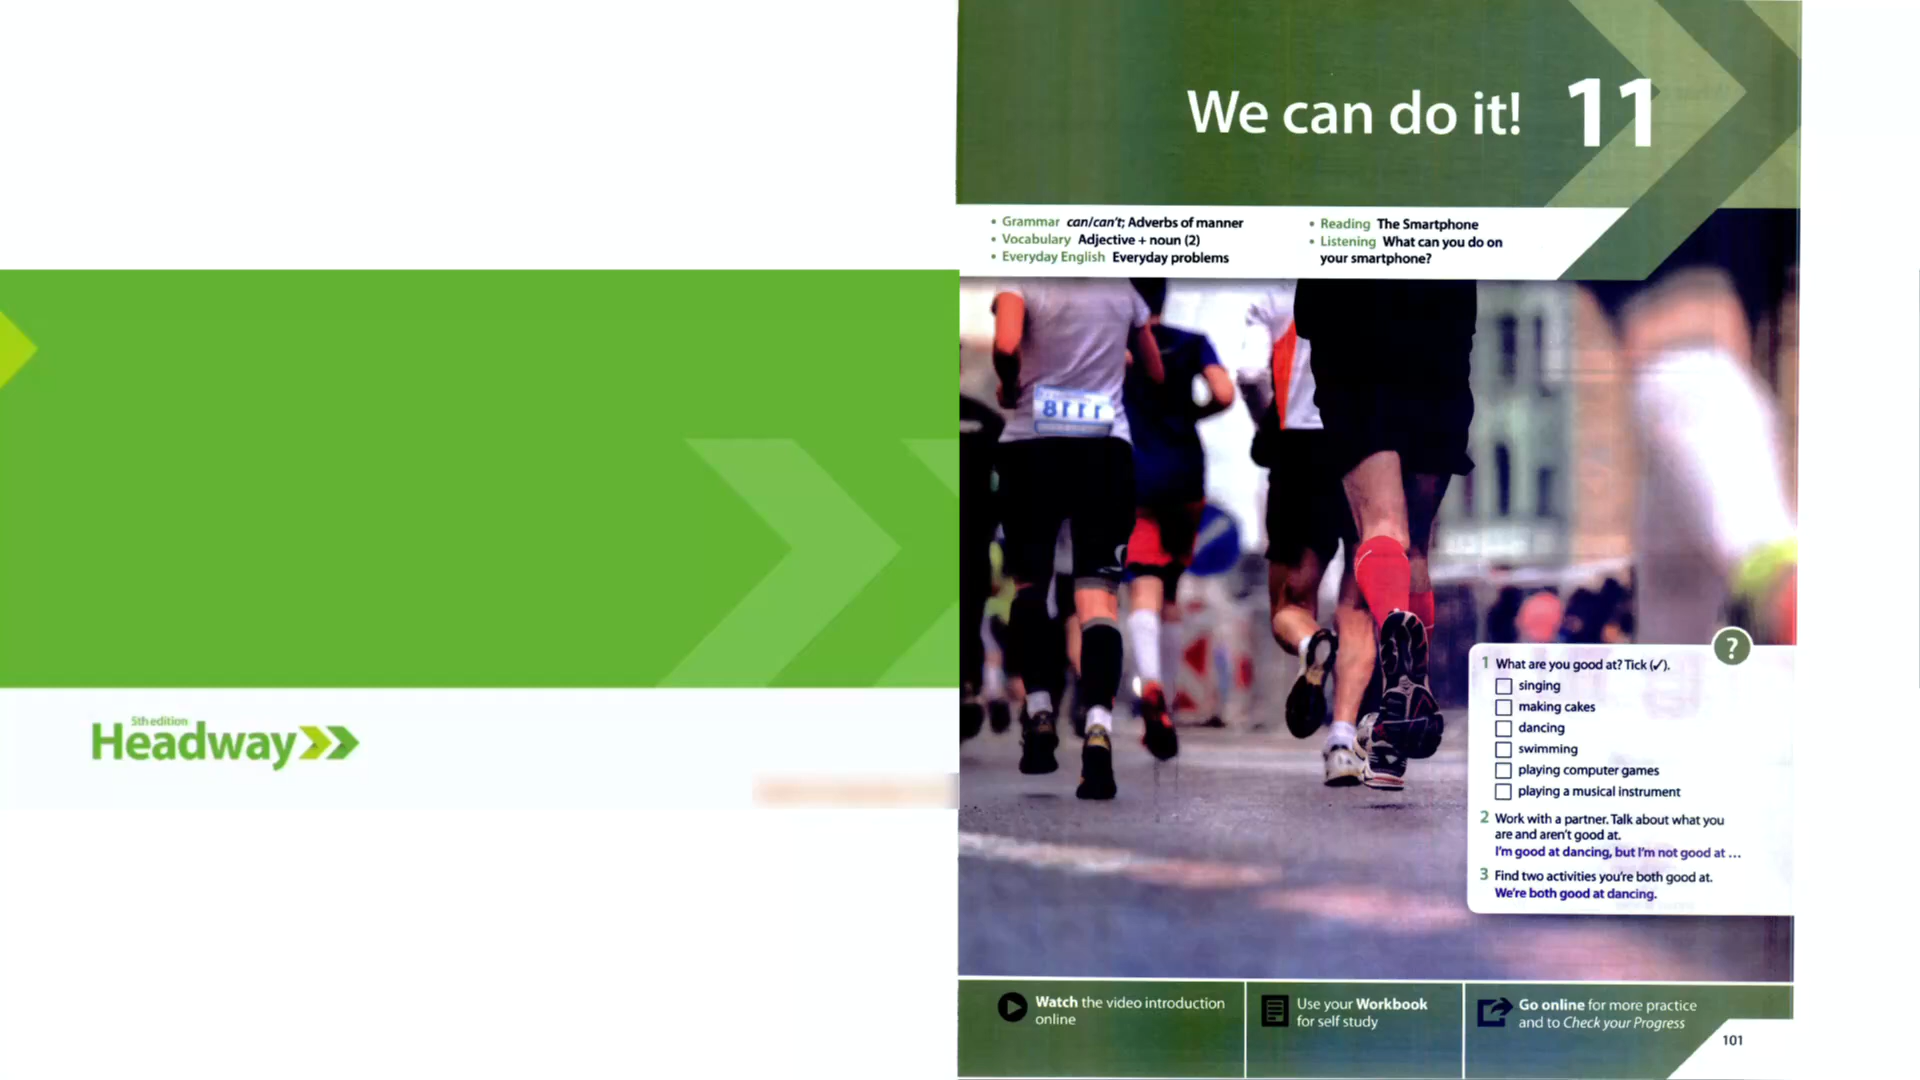 5th edition
Headway
We can do it! 11
• Grammar can/can't; Adverbs of manner
• Vocabulary Adjective + noun (2)
• Everyday English Everyday problems
• Reading The Smartphone
• Listening What can you do on
your smartphone?
?
1 What are you good at? Tick (✓).
singing
making cakes
dancing
swimming
playing computer games
playing a musical instrument
2 Work with a partner. Talk about what you
are and aren't good at.
I'm good at dancing, but I'm not good at …
3 Find two activities you're both good at.
We're both good at dancing.
Watch the video introduction
online
Use your Workbook
for self study
Go online for more practice
and to Check your Progress
101